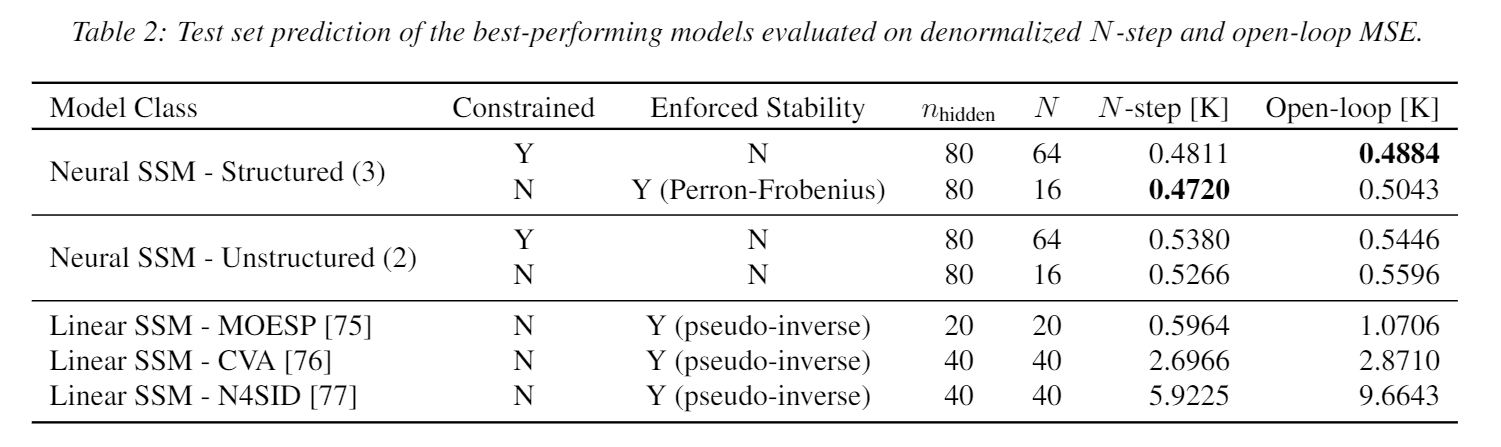 Table 2: Test set prediction of the best-performing models evaluated on denormalized N-step and open-loop MSE.
Model Class Constrained Enforced Stability n_hidden N N-step [K] Open-loop [K]
Neural SSM - Structured (3) Y N 80 64 0.4811 0.4884
N Y (Perron-Frobenius) 80 16 0.4720 0.5043
Neural SSM - Unstructured (2) Y N 80 64 0.5380 0.5446
N N 80 16 0.5266 0.5596
Linear SSM - MOESP [75] N Y (pseudo-inverse) 20 20 0.5964 1.0706
Linear SSM - CVA [76] N Y (pseudo-inverse) 40 40 2.6966 2.8710
Linear SSM - N4SID [77] N Y (pseudo-inverse) 40 40 5.9225 9.6643